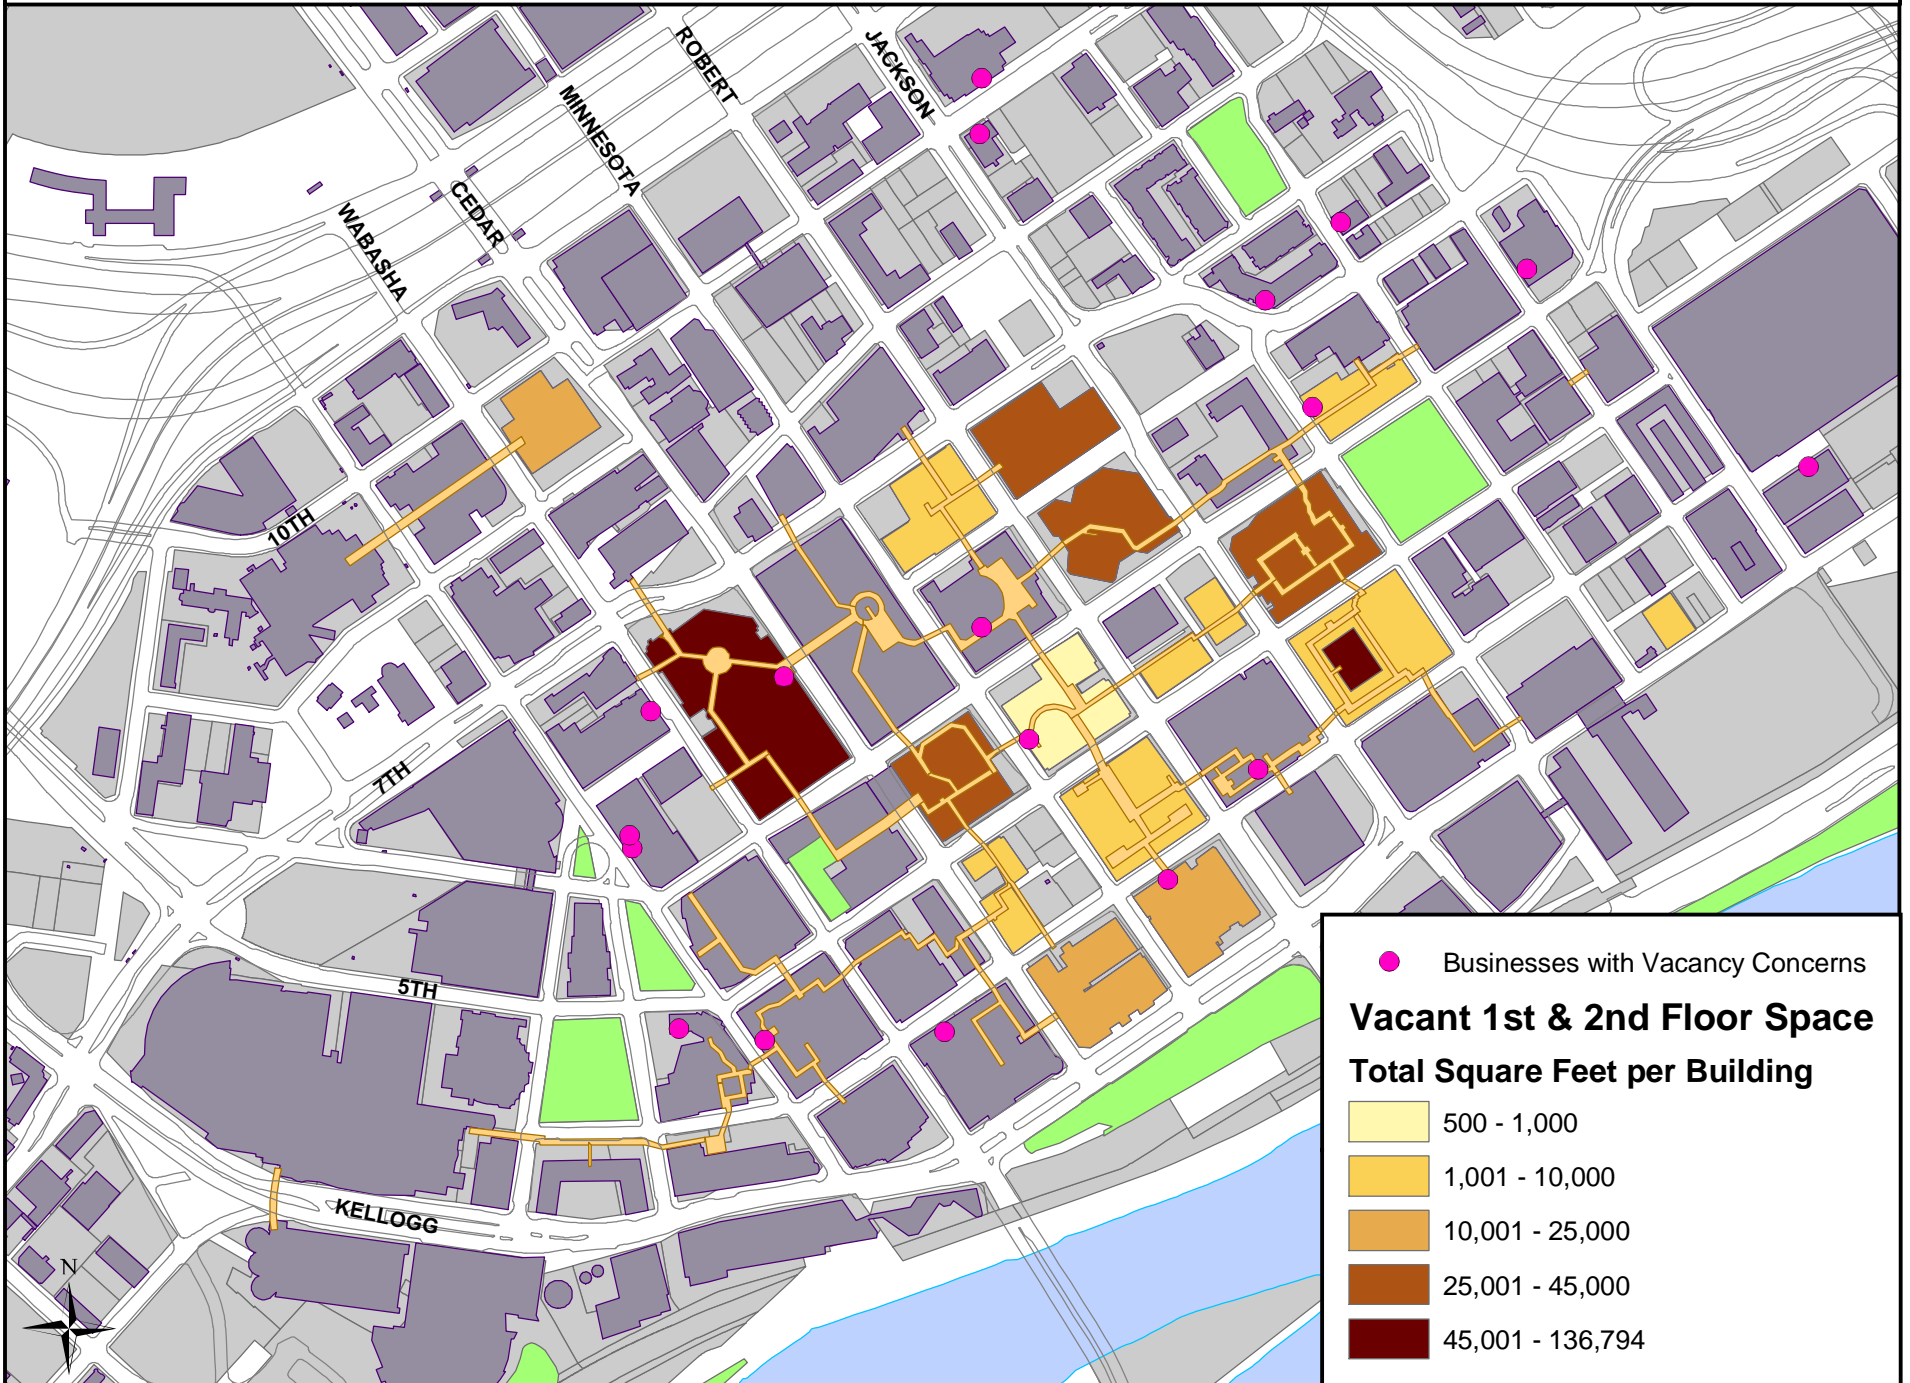 ROBERT
JACKSON
MINNESOTA
CEDAR
WABASHA
10TH
7TH
5TH
KELLOGG
N
Businesses with Vacancy Concerns
Vacant 1st & 2nd Floor Space
Total Square Feet per Building
500 - 1,000
1,001 - 10,000
10,001 - 25,000
25,001 - 45,000
45,001 - 136,794